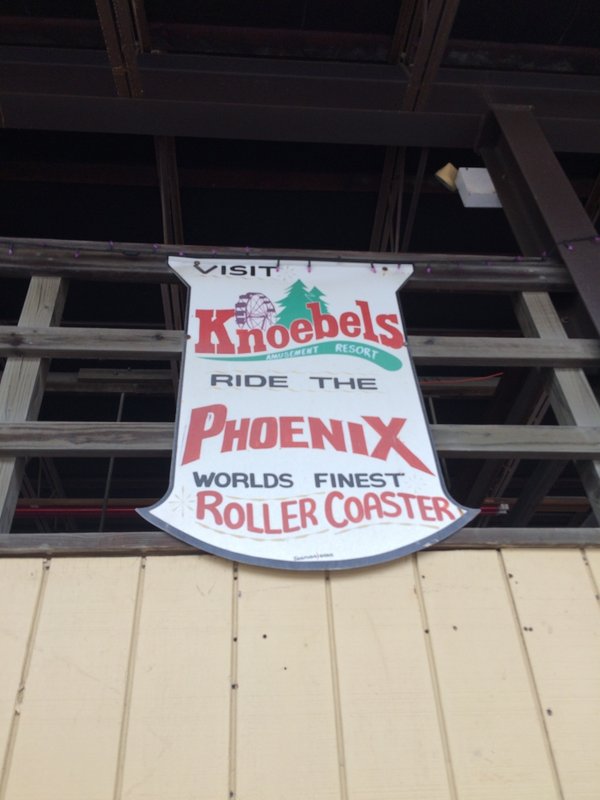 VISIT
Knoebels
AMUSEMENT RESORT
RIDE THE
PHOENIX
WORLDS FINEST
ROLLER COASTER